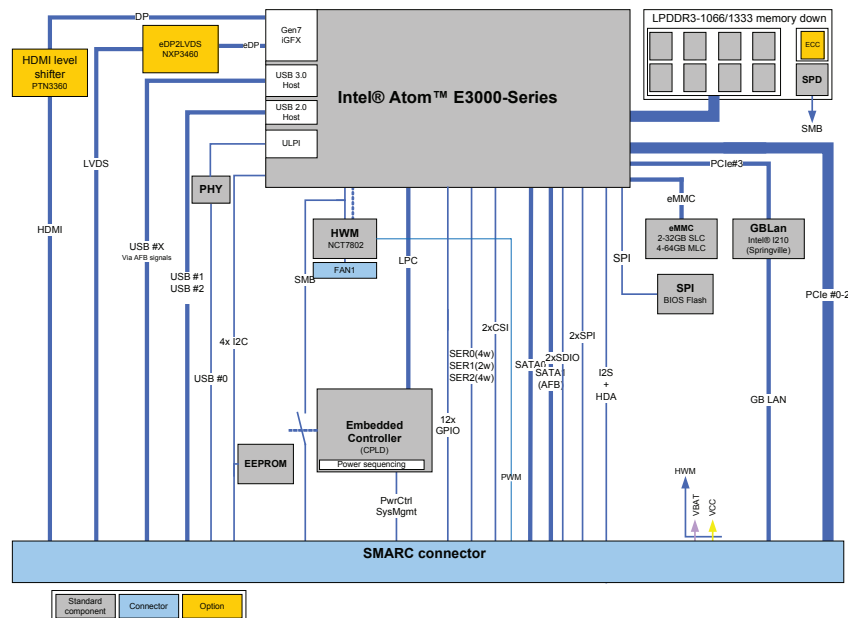 DP
Gen7
iGFX
LPDDR3-1066/1333 memory down
eDP2LVDS
NXP3460
eDP
ECC
HDMI level
shifter
PTN3360
USB 3.0
Host
SPD
Intel® Atom™ E3000-Series
USB 2.0
Host
SMB
ULPI
LVDS
PCIe#3
PHY
eMMC
HDMI
HWM
NCT7802
eMMC
2-32GB SLC
4-64GB MLC
GBLan
Intel® I210
(Springville)
USB #X
Via AFB signals
LPC
SPI
FAN1
USB #1
USB #2
SMB
SPI
BIOS Flash
PCIe #0-2
2xCSI
2xSPI
4x I2C
SER0(4w)
SER1(2w)
SER2(4w)
SATA0
2xSDIO
SATA1
(AFB)
I2S
+
HDA
USB #0
GB LAN
12x
GPIO
Embedded
Controller
(CPLD)
Power sequencing
EEPROM
PWM
HWM
PwrCtrl
SysMgmt
VBAT
VCC
SMARC connector
Standard
component
Connector
Option